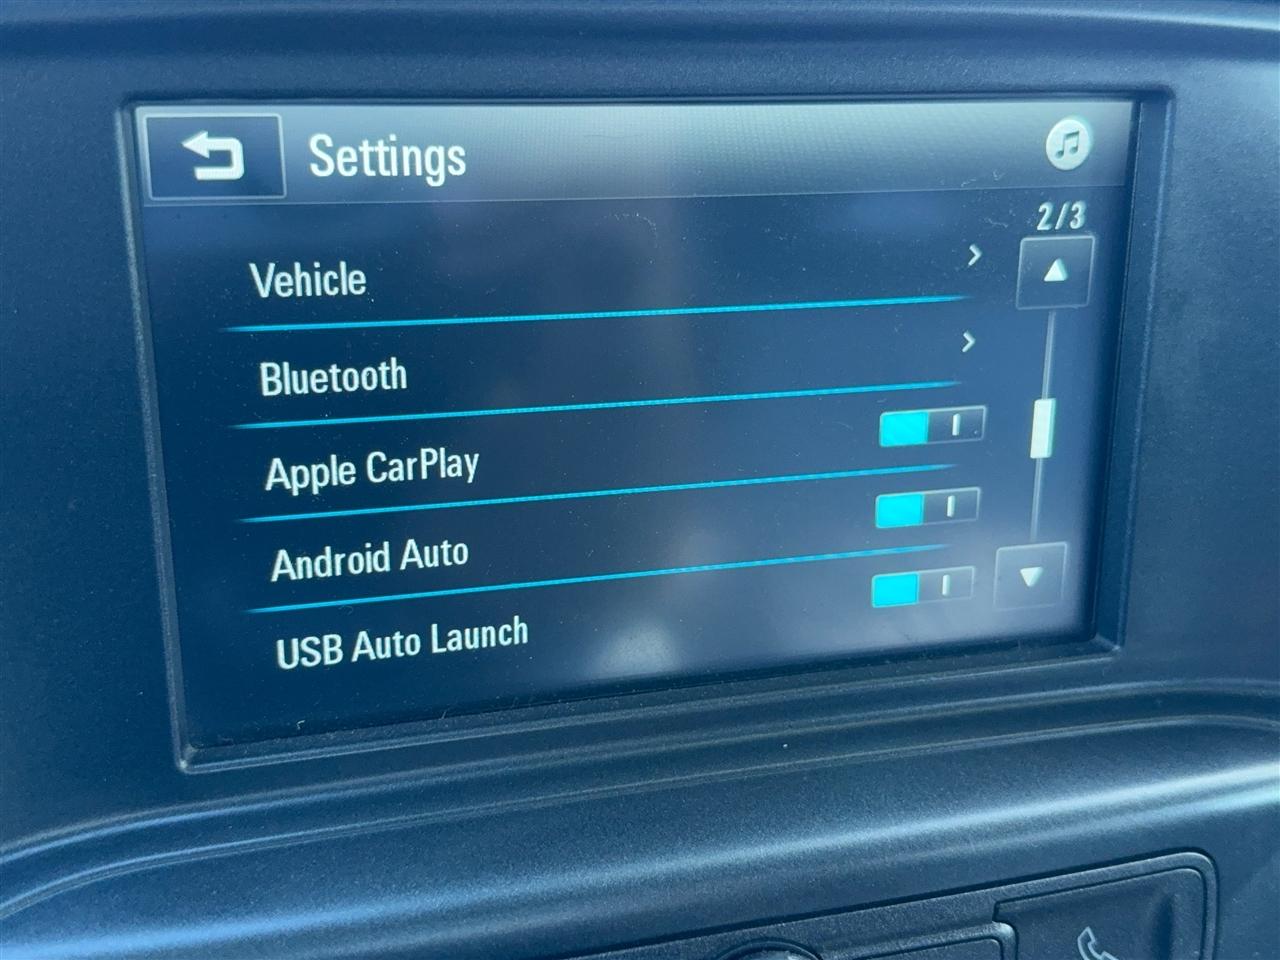 Settings
2/3
Vehicle
Bluetooth
Apple CarPlay
Android Auto
USB Auto Launch